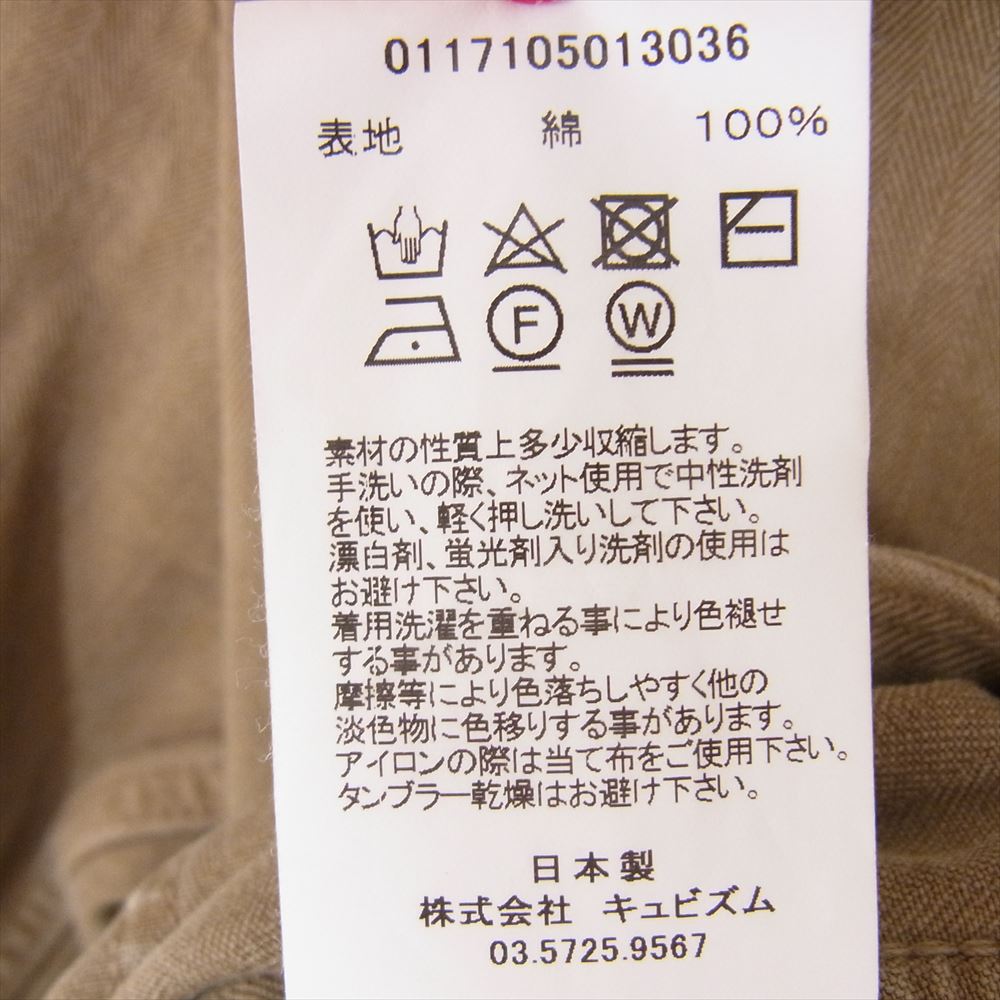 0117105013036
表地 綿 100%
F W
素材の性質上多少収縮します。
手洗いの際、ネット使用で中性洗剤
を使い、軽く押し洗いして下さい。
漂白剤、蛍光剤入り洗剤の使用は
お避け下さい。
着用洗濯を重ねる事により色褪せ
する事があります。
摩擦等により色落ちしやすく他の
淡色物に色移りする事があります。
アイロンの際は当て布をご使用下さい。
タンブラー乾燥はお避け下さい。
日本製
株式会社 キュビズム
03.5725.9567